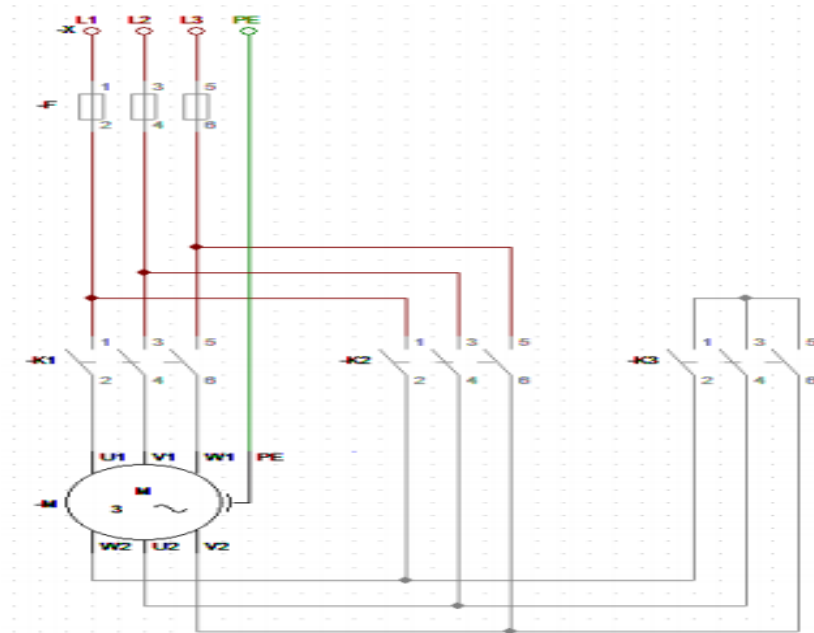 L1 L2 L3 PE
-X
1 3 5
-F
2 4 6
1 3 5 1 3 5 1 3 5
-K1 -K2 -K3
2 4 6 2 4 6 2 4 6
U1 V1 W1 PE
M
-M 3
W2 U2 V2